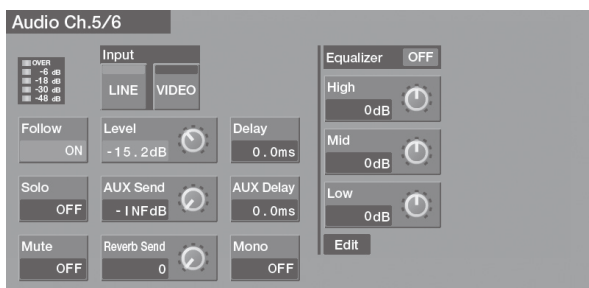 Audio Ch.5/6
OVER
-6 dB
-18 dB
-30 dB
-48 dB
Input
LINE VIDEO
Follow
ON
Level
-15.2dB
Delay
0.0ms
Solo
OFF
AUX Send
-INFdB
AUX Delay
0.0ms
Mute
OFF
Reverb Send
0
Mono
OFF
Equalizer OFF
High
0dB
Mid
0dB
Low
0dB
Edit